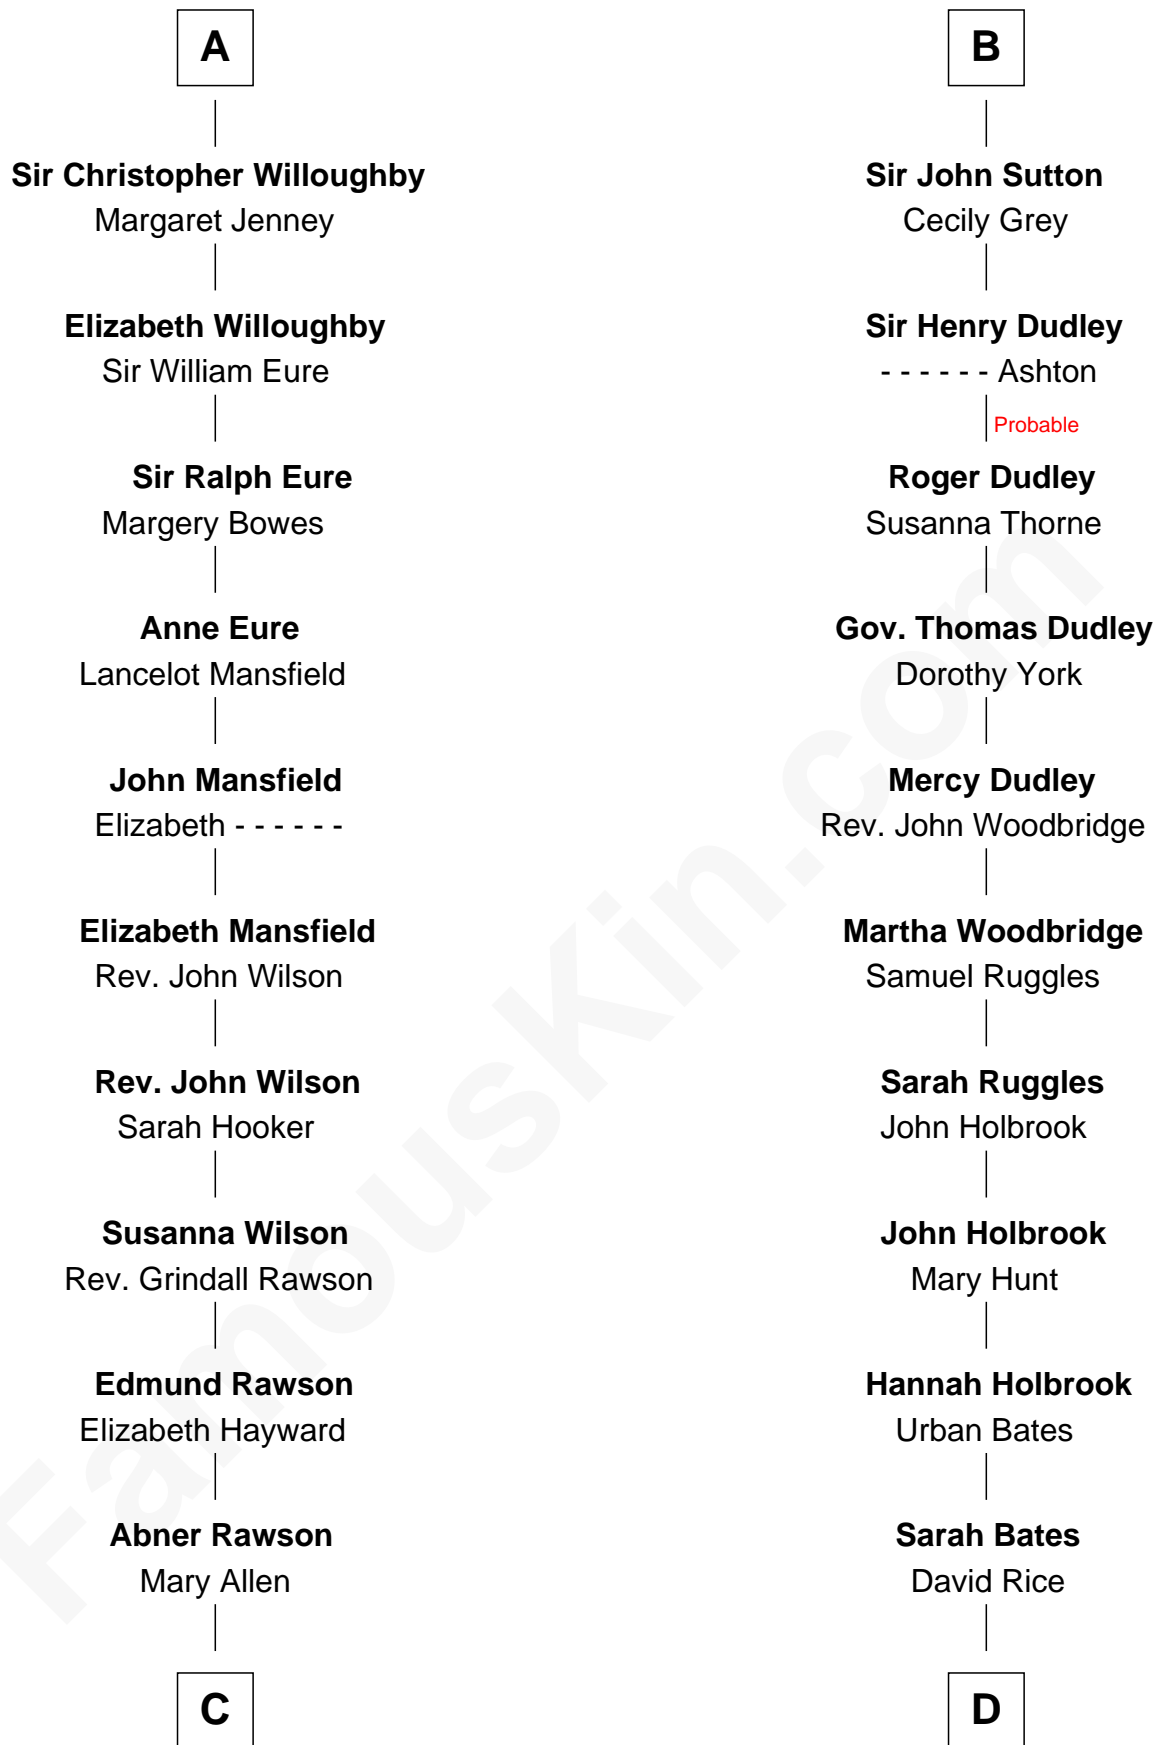 A
Sir Christopher Willoughby
Margaret Jenney
Elizabeth Willoughby
Sir William Eure
Sir Ralph Eure
Margery Bowes
Anne Eure
Lancelot Mansfield
John Mansfield
Elizabeth - - - - - -
Elizabeth Mansfield
Rev. John Wilson
Rev. John Wilson
Sarah Hooker
Susanna Wilson
Rev. Grindall Rawson
Edmund Rawson
Elizabeth Hayward
Abner Rawson
Mary Allen
C
B
Sir John Sutton
Cecily Grey
Sir Henry Dudley
- - - - - - Ashton
Probable
Roger Dudley
Susanna Thorne
Gov. Thomas Dudley
Dorothy York
Mercy Dudley
Rev. John Woodbridge
Martha Woodbridge
Samuel Ruggles
Sarah Ruggles
John Holbrook
John Holbrook
Mary Hunt
Hannah Holbrook
Urban Bates
Sarah Bates
David Rice
D
FamousKin.com